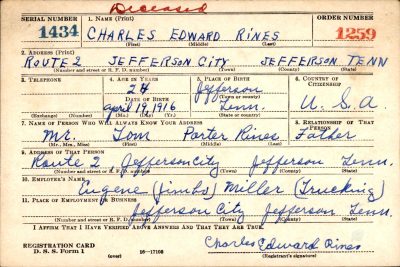 Deceased
SERIAL NUMBER 1. NAME (Print) ORDER NUMBER
1434 CHARLES EDWARD RINES 1259
(First) (Middle) (Last)
2. ADDRESS (Print)
ROUTE 2 JEFFERSON CITY JEFFERSON TENN
(Number and street or R. F. D. number) (Town) (County) (State)
3. TELEPHONE 4. AGE IN YEARS 5. PLACE OF BIRTH 6. COUNTRY OF CITIZENSHIP
24 Jefferson
(Town or county)
DATE OF BIRTH
April 19, 1916 Tenn. U. S. A
(Exchange) (Number) (Mo.) (Day) (Yr.) (State or country)
7. NAME OF PERSON WHO WILL ALWAYS KNOW YOUR ADDRESS 8. RELATIONSHIP OF THAT PERSON
Mr. Tom Porter Rines Father
(Mr., Mrs., Miss) (First) (Middle) (Last)
9. ADDRESS OF THAT PERSON
Route 2 Jefferson City Jefferson Tenn.
(Number and street or R. F. D. number) (Town) (County) (State)
10. EMPLOYER'S NAME
Eugene Miller (Trucking)
11. PLACE OF EMPLOYMENT OR BUSINESS
Jefferson City Jefferson Tenn.
(Number and street or R. F. D. number) (Town) (County) (State)
I AFFIRM THAT I HAVE VERIFIED ABOVE ANSWERS AND THAT THEY ARE TRUE.
Charles Edward Rines
REGISTRATION CARD
D. S. S. Form 1 (over) 16—17105 (Registrant's signature)